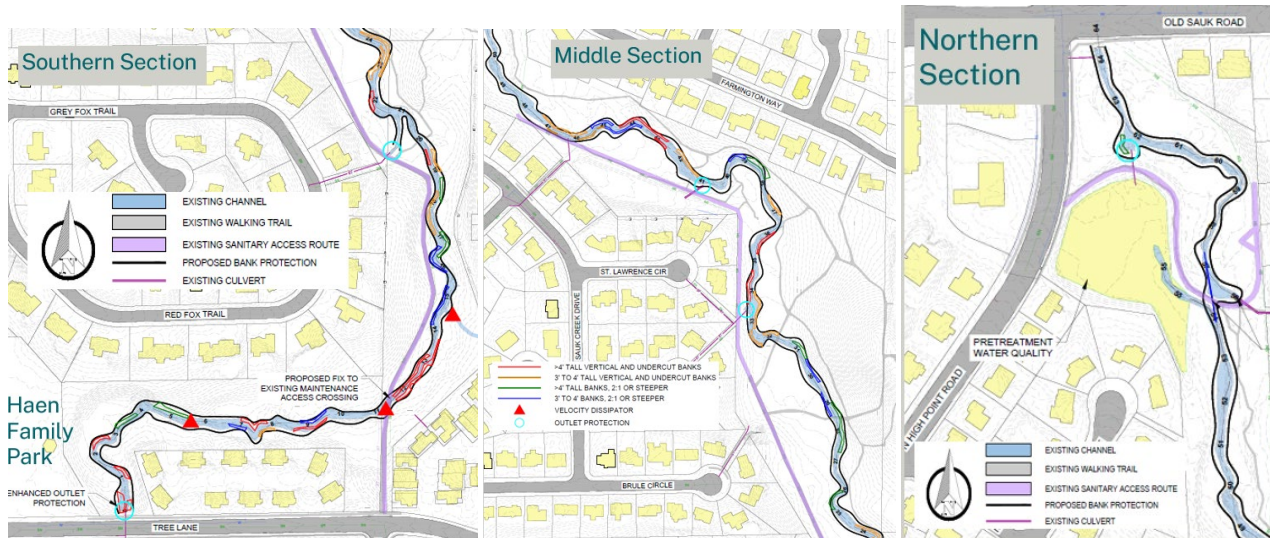 Southern Section
GREY FOX TRAIL
EXISTING CHANNEL
EXISTING WALKING TRAIL
EXISTING SANITARY ACCESS ROUTE
PROPOSED BANK PROTECTION
EXISTING CULVERT
RED FOX TRAIL
PROPOSED FIX TO
EXISTING MAINTENANCE
ACCESS CROSSING
Haen
Family
Park
ENHANCED OUTLET
PROTECTION
TREE LANE
Middle Section
FARMINGTON WAY
ST. LAWRENCE CIR
SAUK CREEK DRIVE
>4' TALL VERTICAL AND UNDERCUT BANKS
3' TO 4' TALL VERTICAL AND UNDERCUT BANKS
>4' TALL BANKS, 2:1 OR STEEPER
3' TO 4' BANKS, 2:1 OR STEEPER
VELOCITY DISSIPATOR
OUTLET PROTECTION
BRULE CIRCLE
Northern
Section
OLD SAUK ROAD
PRETREATMENT
WATER QUALITY
N HIGH POINT ROAD
EXISTING CHANNEL
EXISTING WALKING TRAIL
EXISTING SANITARY ACCESS ROUTE
PROPOSED BANK PROTECTION
EXISTING CULVERT